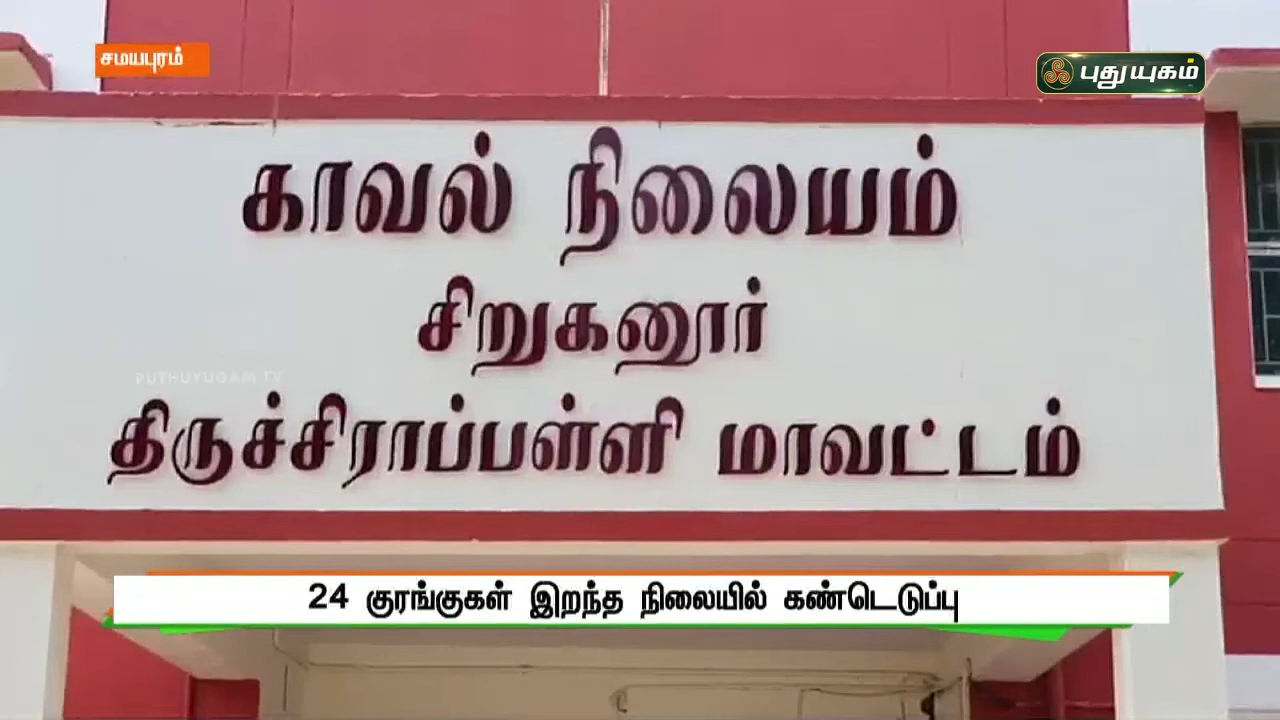 சமயபுரம்
புதுயுகம்
காவல் நிலையம்
சிறுகனூர்
PUTHUYUGAM TV
திருச்சிராப்பள்ளி மாவட்டம்
24 குரங்குகள் இறந்த நிலையில் கண்டெடுப்பு